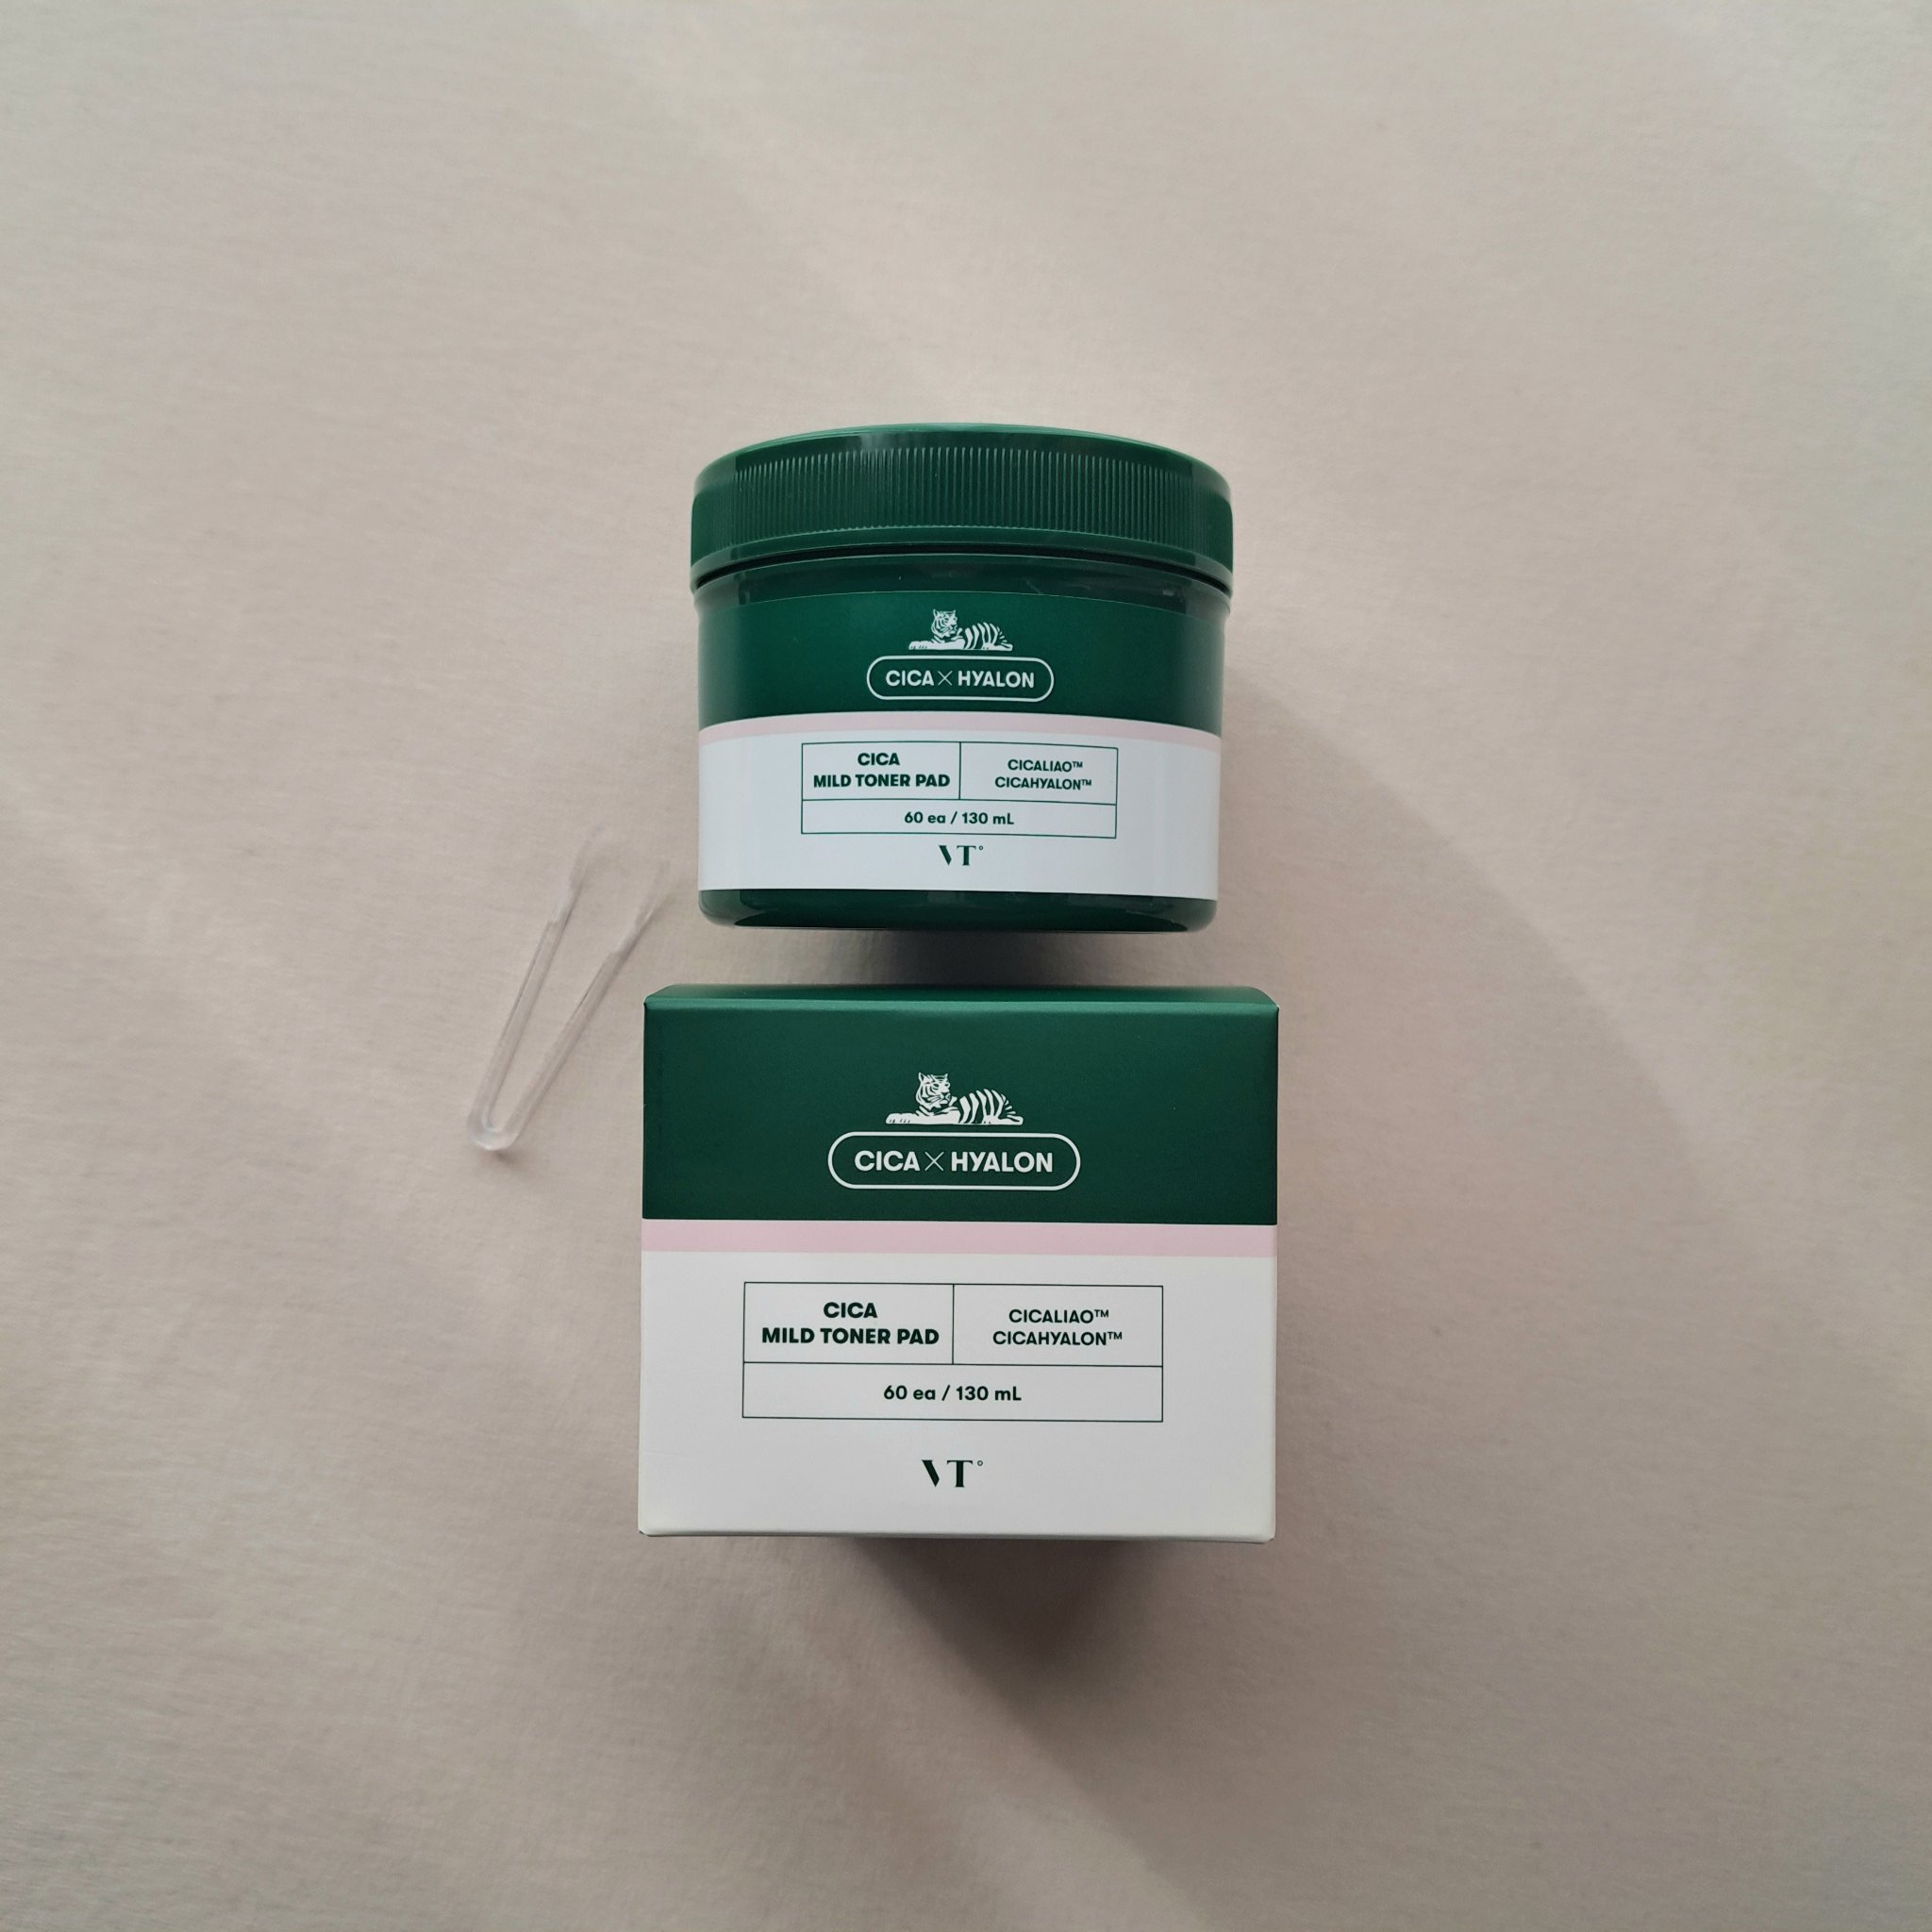 CICA × HYALON
CICA
MILD TONER PAD
CICALIAO™
CICAHYALON™
60 ea / 130 mL
VT°
CICA × HYALON
CICA
MILD TONER PAD
CICALIAO™
CICAHYALON™
60 ea / 130 mL
VT°